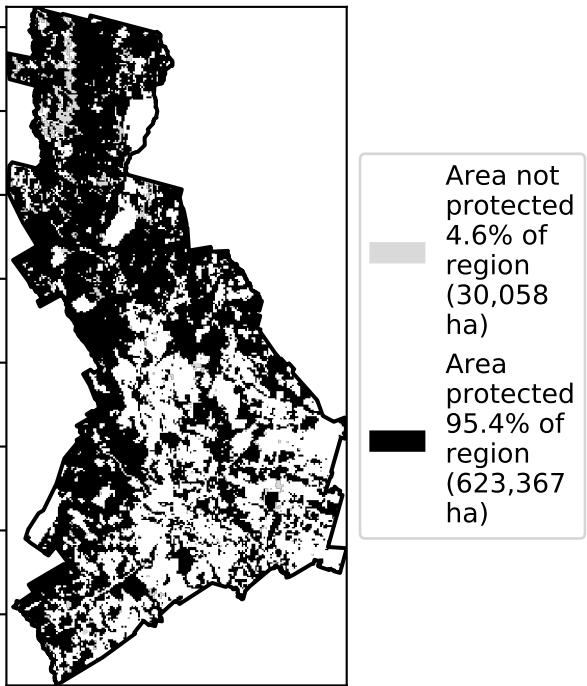 Area not
protected
4.6% of
region
(30,058
ha)
Area
protected
95.4% of
region
(623,367
ha)